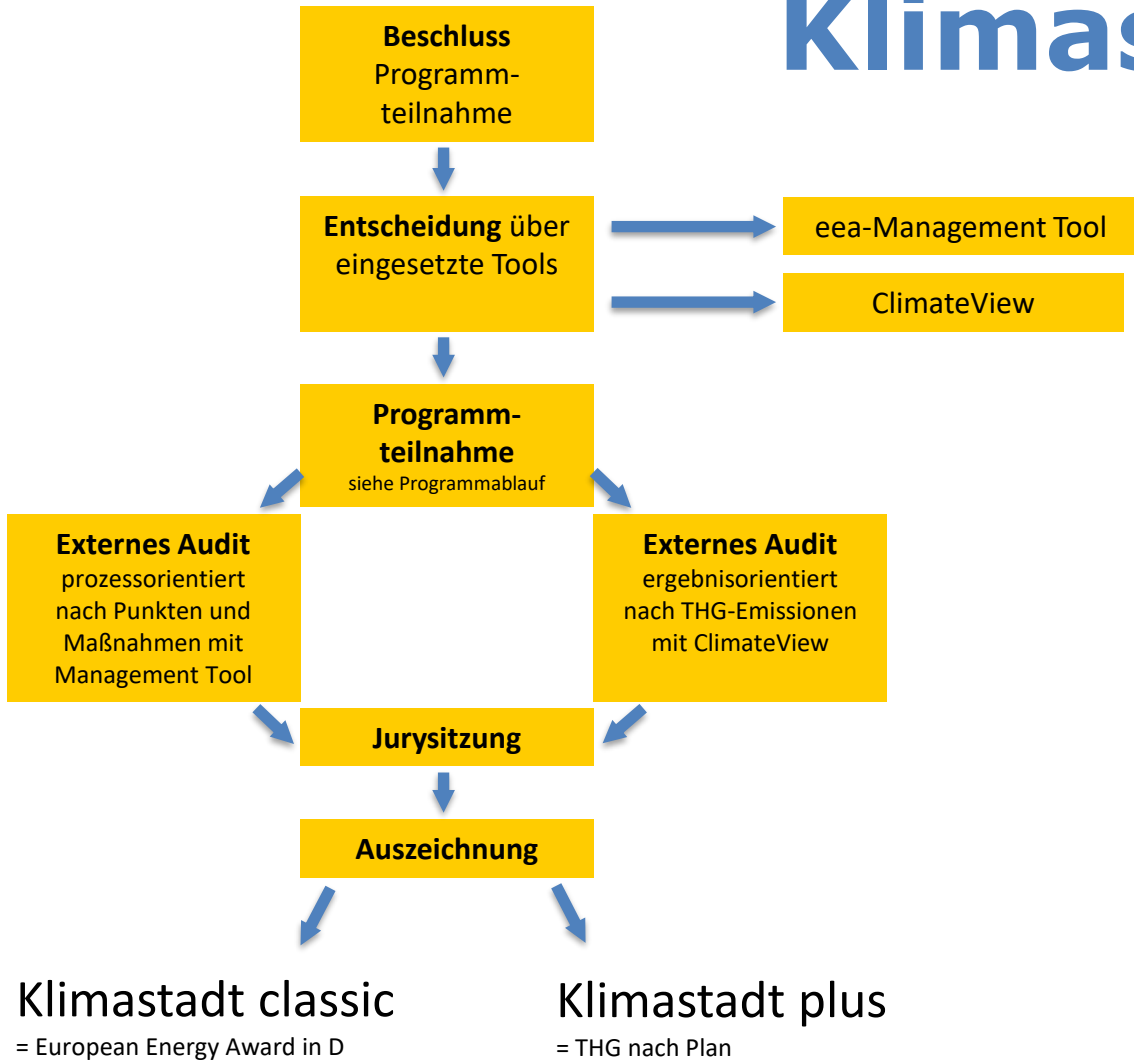 Klimas
Beschluss
Programm-
teilnahme
Entscheidung über
eingesetzte Tools
eea-Management Tool
ClimateView
Programm-
teilnahme
siehe Programmablauf
Externes Audit
prozessorientiert
nach Punkten und
Maßnahmen mit
Management Tool
Externes Audit
ergebnisorientiert
nach THG-Emissionen
mit ClimateView
Jurysitzung
Auszeichnung
Klimastadt classic
= European Energy Award in D
Klimastadt plus
= THG nach Plan